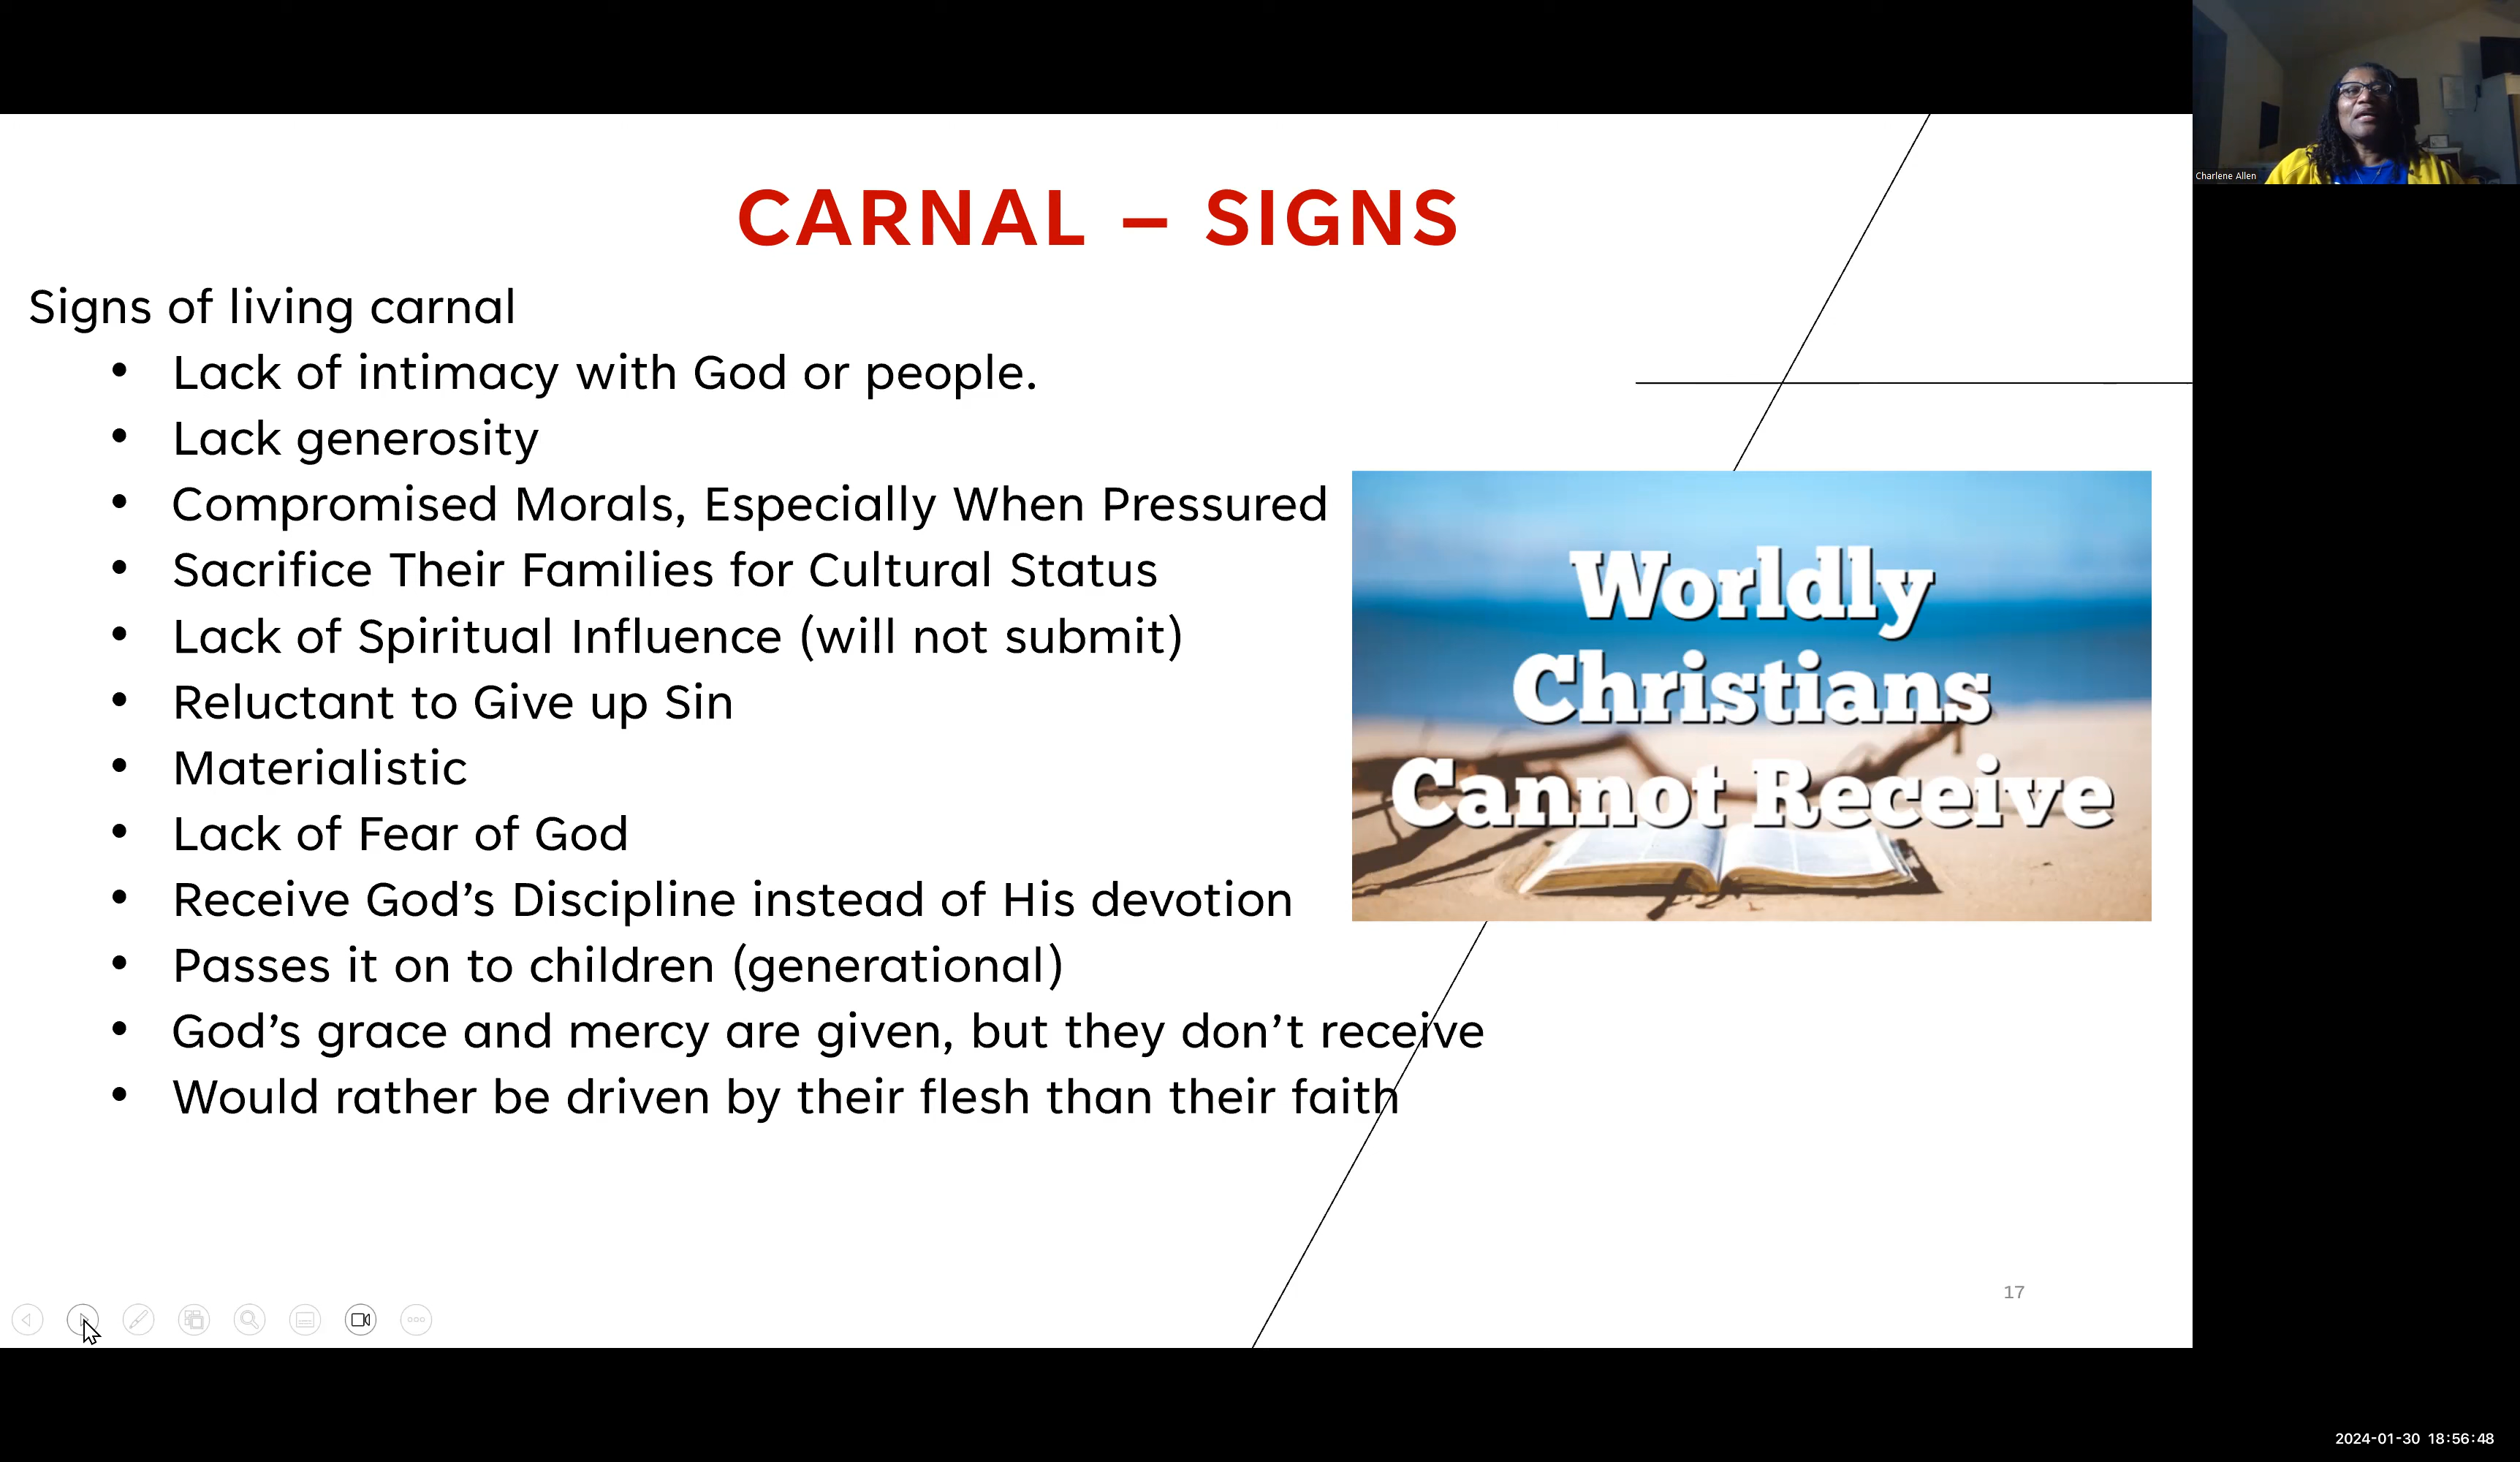 CARNAL – SIGNS
Signs of living carnal
• Lack of intimacy with God or people.
• Lack generosity
• Compromised Morals, Especially When Pressured
• Sacrifice Their Families for Cultural Status
• Lack of Spiritual Influence (will not submit)
• Reluctant to Give up Sin
• Materialistic
• Lack of Fear of God
• Receive God’s Discipline instead of His devotion
• Passes it on to children (generational)
• God’s grace and mercy are given, but they don’t receive
• Would rather be driven by their flesh than their faith
Worldly
Christians
Cannot Receive
17
Charlene Allen
2024-01-30 18:56:48